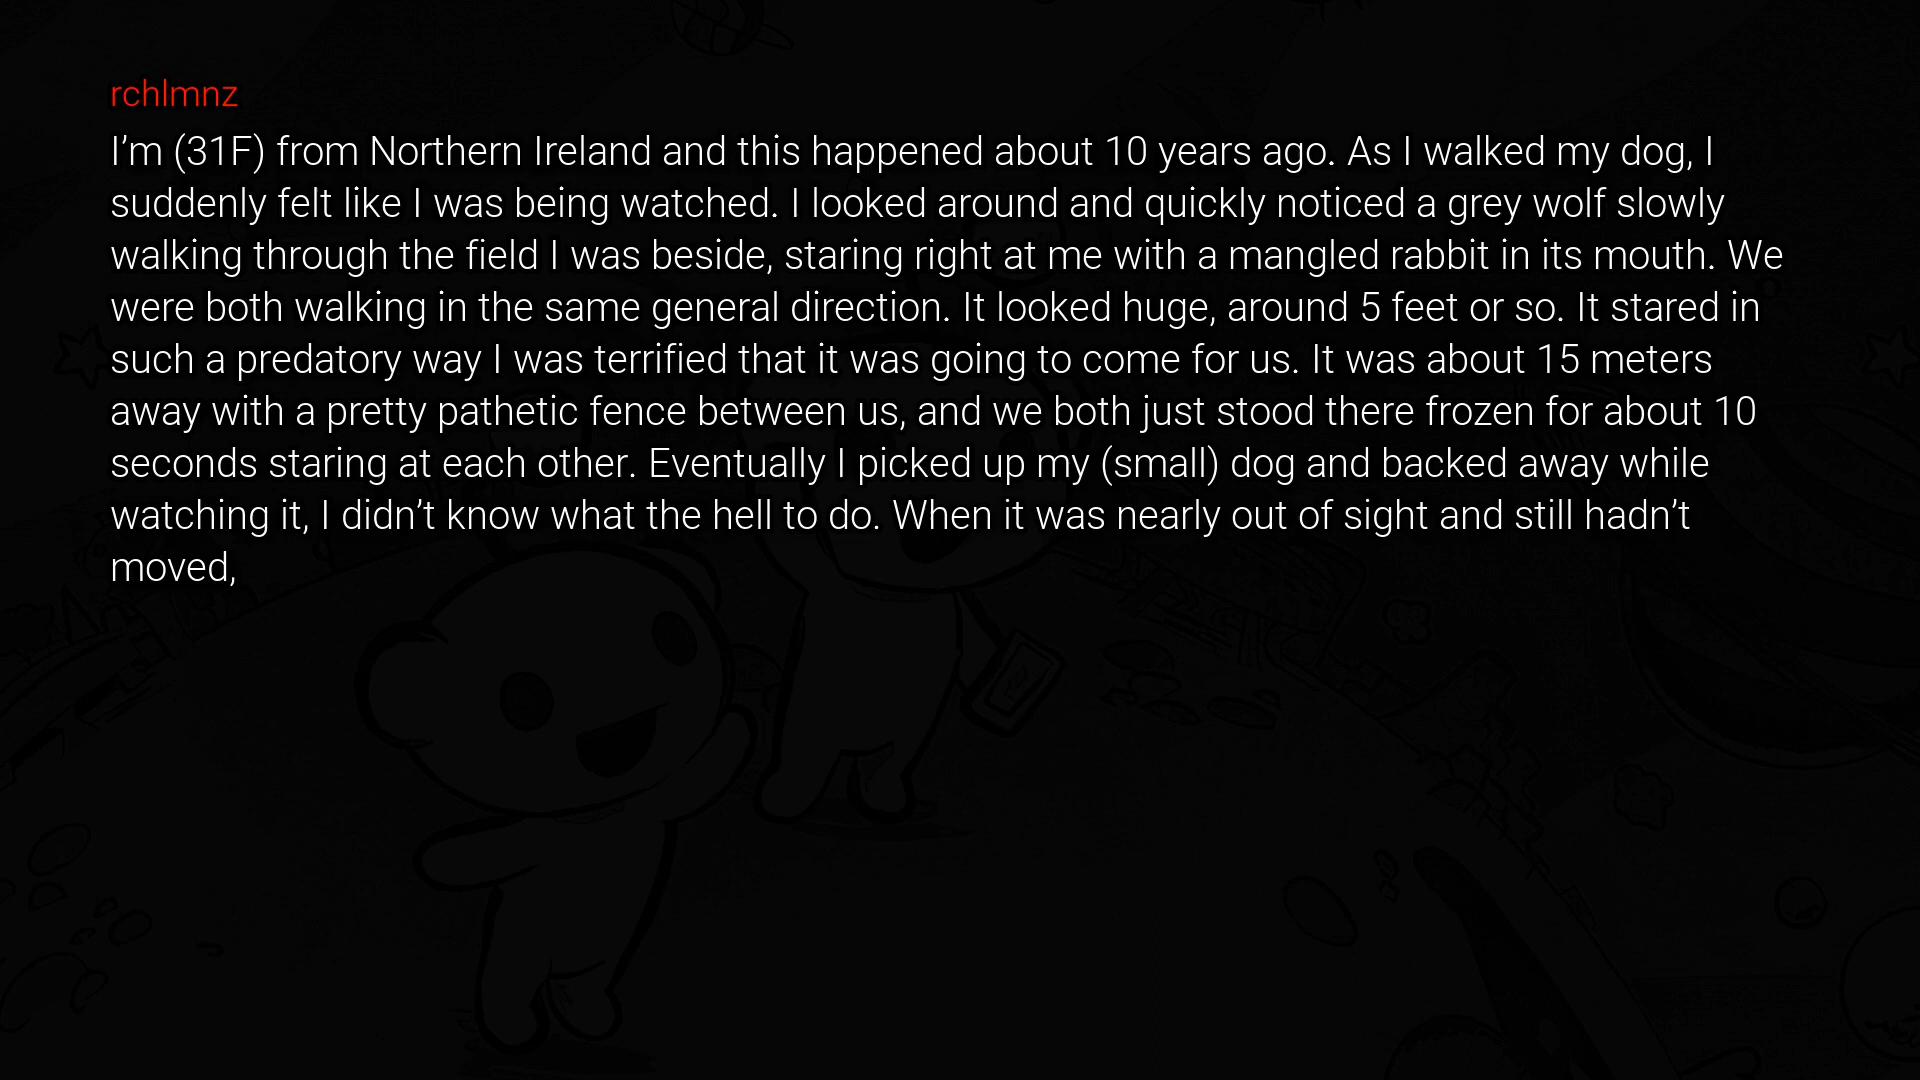 rchlmnz
I’m (31F) from Northern Ireland and this happened about 10 years ago. As I walked my dog, I
suddenly felt like I was being watched. I looked around and quickly noticed a grey wolf slowly
walking through the field I was beside, staring right at me with a mangled rabbit in its mouth. We
were both walking in the same general direction. It looked huge, around 5 feet or so. It stared in
such a predatory way I was terrified that it was going to come for us. It was about 15 meters
away with a pretty pathetic fence between us, and we both just stood there frozen for about 10
seconds staring at each other. Eventually I picked up my (small) dog and backed away while
watching it, I didn’t know what the hell to do. When it was nearly out of sight and still hadn’t
moved,